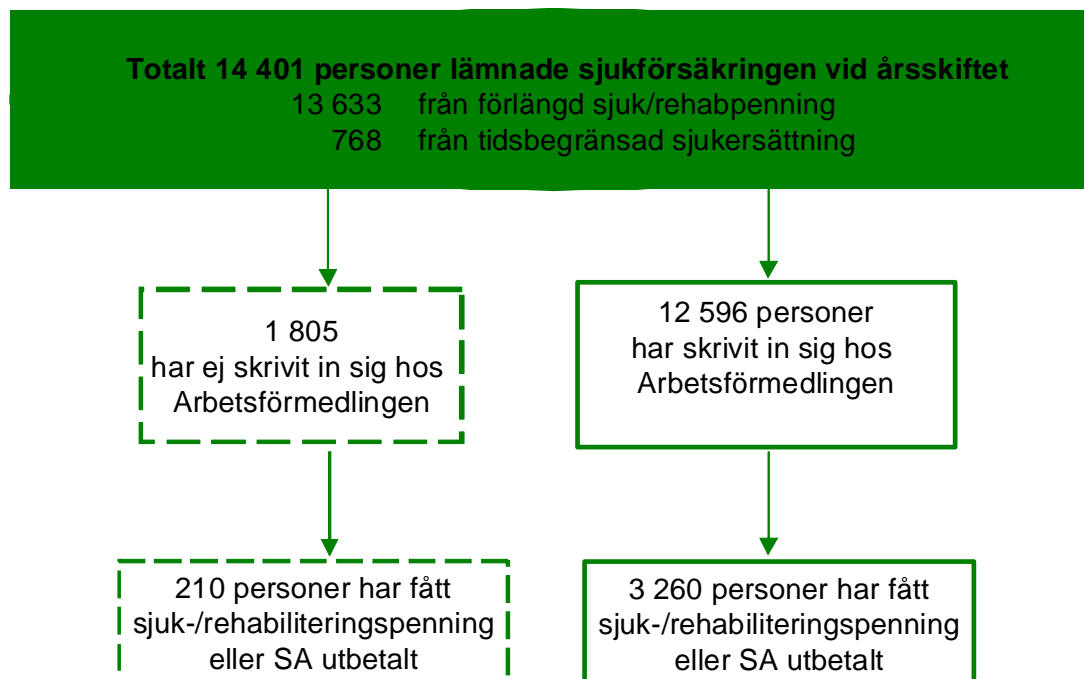 Totalt 14 401 personer lämnade sjukförsäkringen vid årsskiftet
13 633 från förlängd sjuk/rehabpenning
768 från tidsbegränsad sjukersättning
1 805
har ej skrivit in sig hos
Arbetsförmedlingen
12 596 personer
har skrivit in sig hos
Arbetsförmedlingen
210 personer har fått
sjuk-/rehabiliteringspenning
eller SA utbetalt
3 260 personer har fått
sjuk-/rehabiliteringspenning
eller SA utbetalt